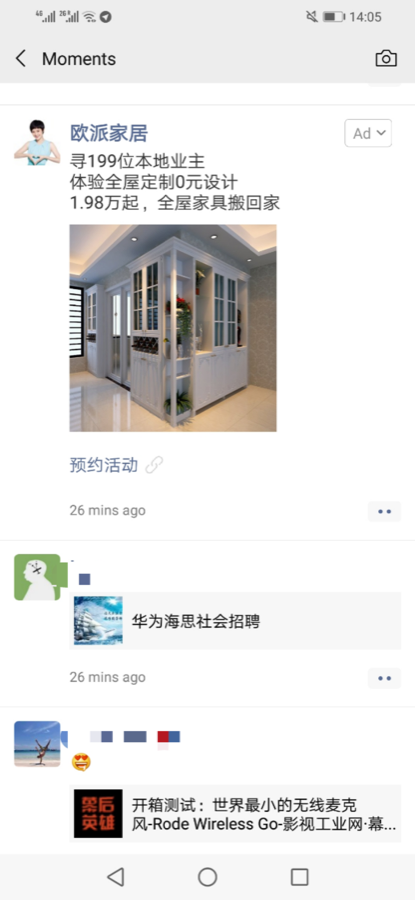 4G 2G 14:05
Moments
欧派家居
Ad
寻199位本地业主
体验全屋定制0元设计
1.98万起，全屋家具搬回家
预约活动
26 mins ago
华为海思社会招聘
26 mins ago
幕后
英雄
开箱测试：世界最小的无线麦克
风-Rode Wireless Go-影视工业网·幕...